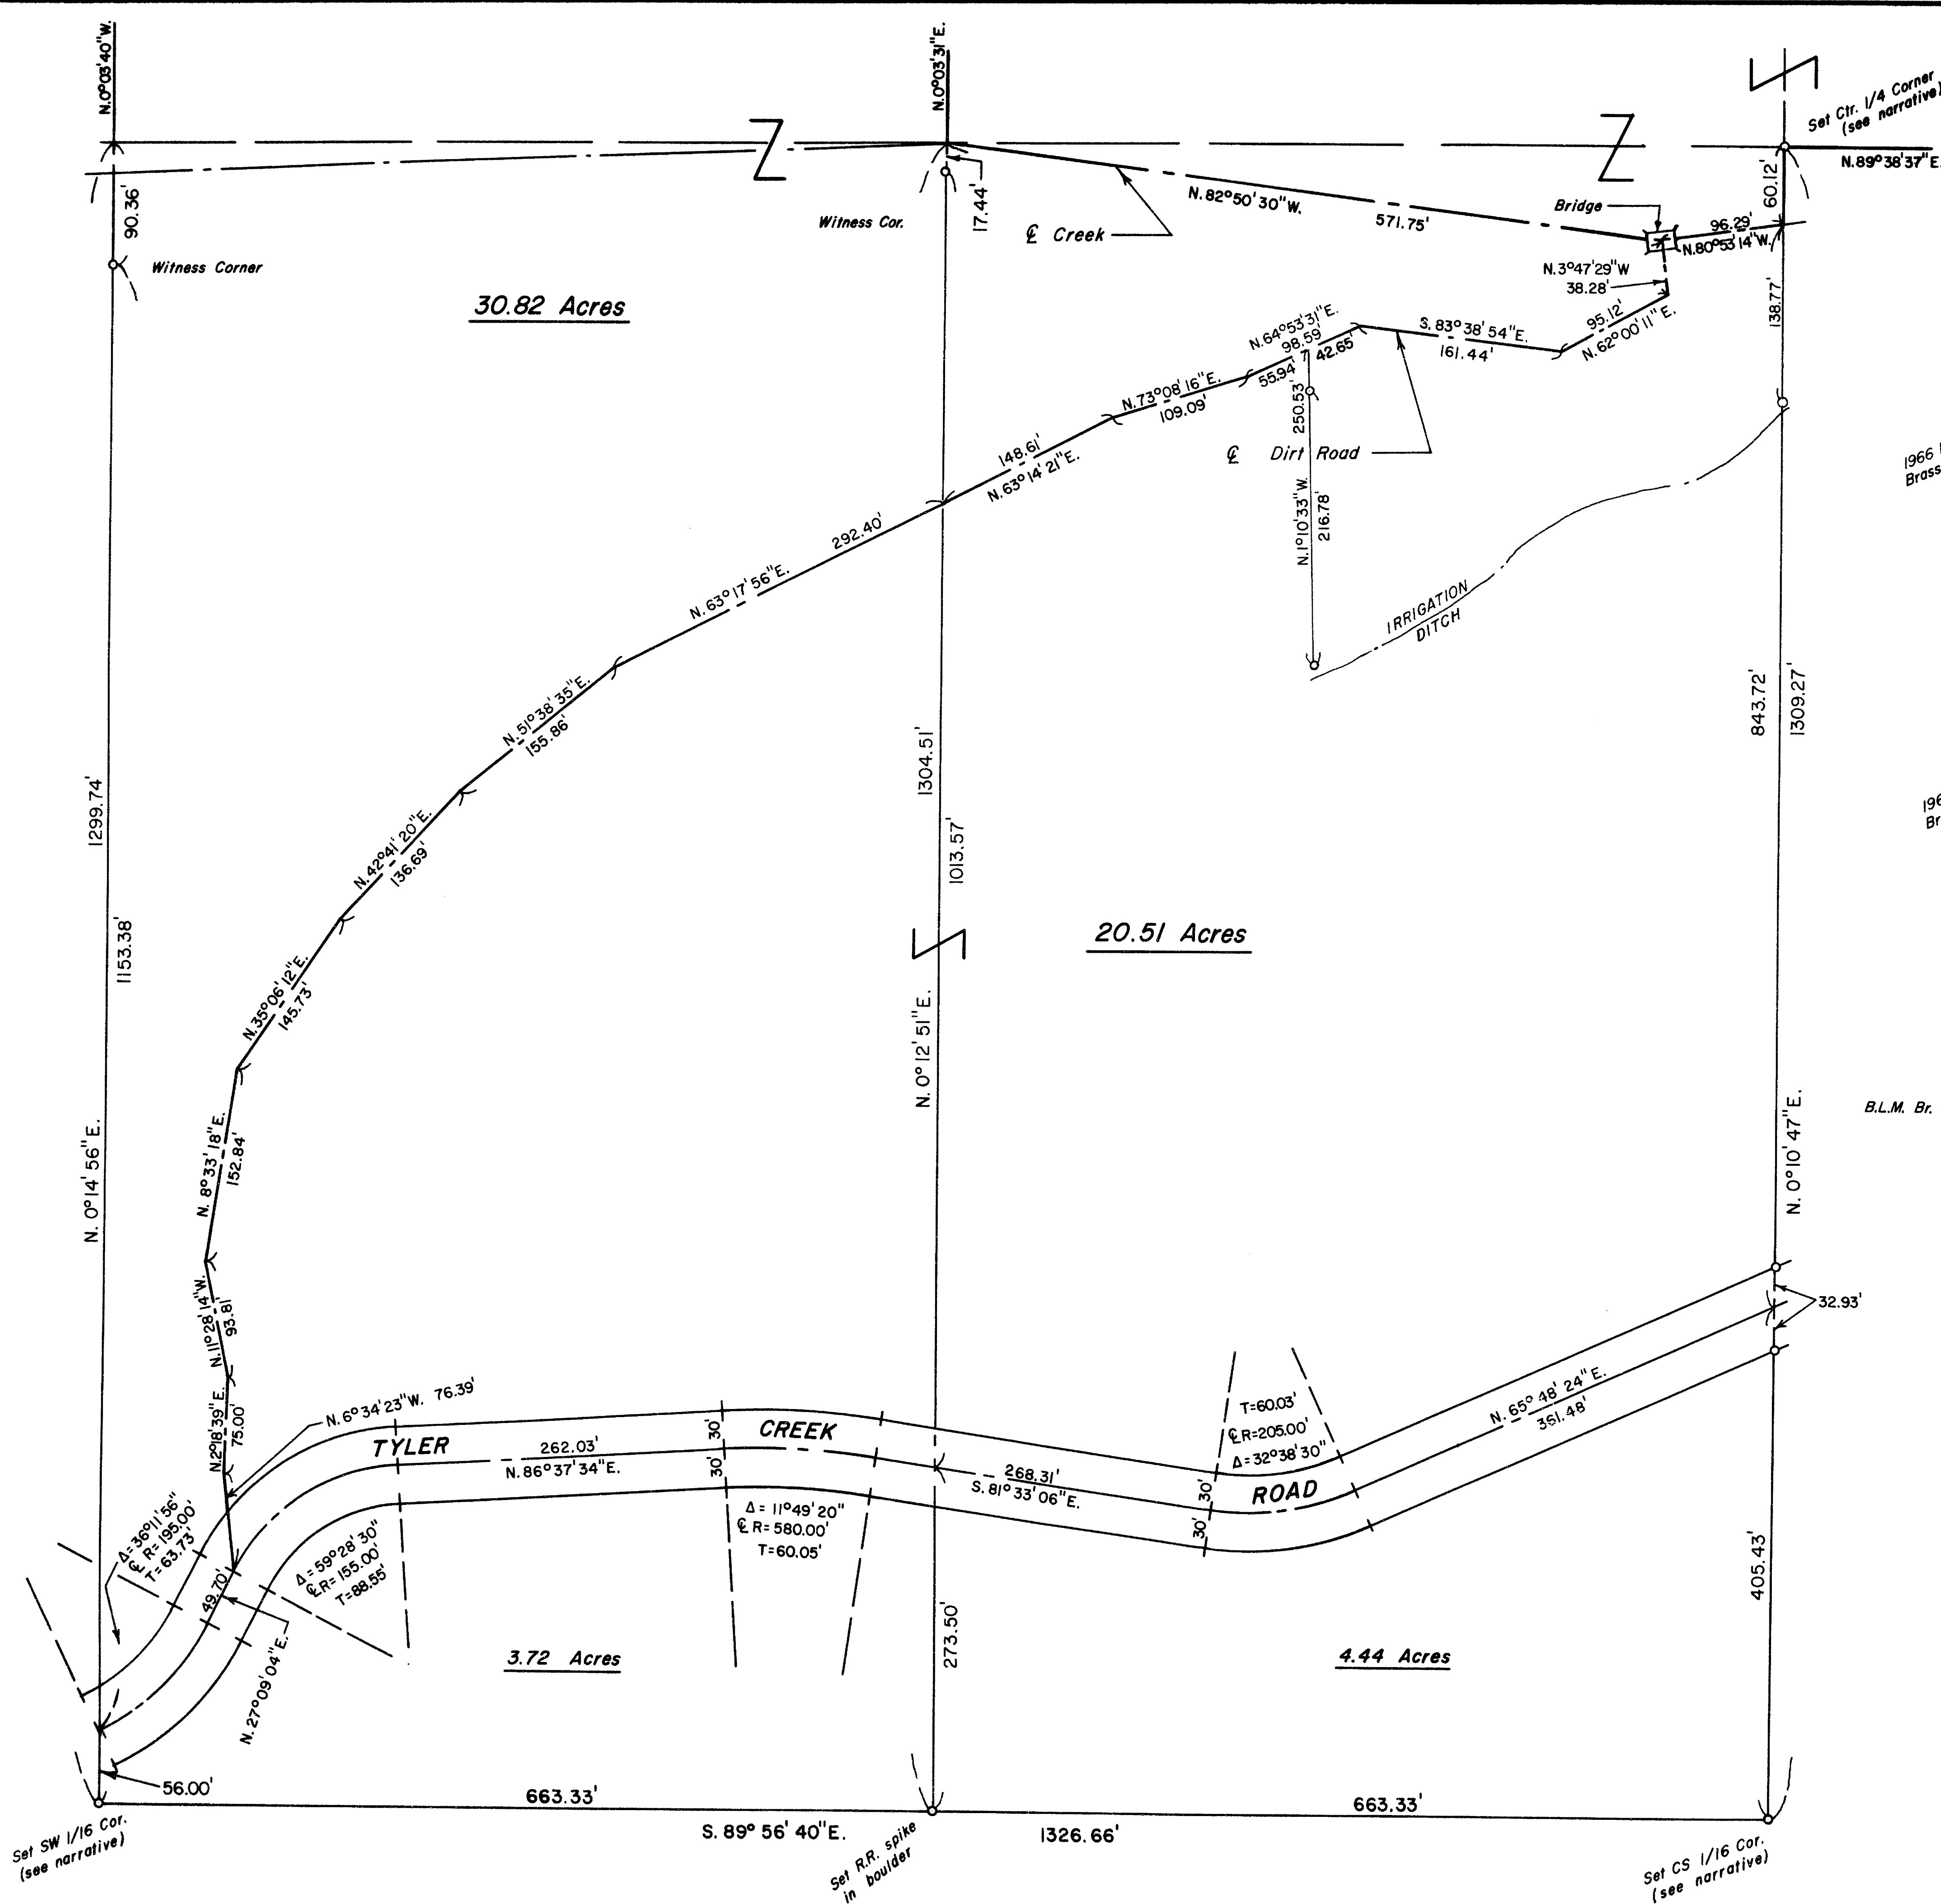 N.0°03'40"W.
N.0°03'31"E.
Set Ctr. 1/4 Corner
(see narrative)
N.89°38'37"E.
90.36'
Witness Corner
Witness Cor.
17.44'
℄ Creek
N.82°50'30"W.
571.75'
Bridge
60.12'
96.29'
N.80°53'14"W.
N.3°47'29"W
38.28'
138.77'
30.82 Acres
N.64°53'31"E.
98.59'
55.94'
42.65'
S.83°38'54"E.
161.44'
95.12'
N.62°00'11"E.
N.73°08'16"E.
109.09'
250.53'
℄ Dirt Road
148.61'
N.63°14'21"E.
N.1°10'33"W.
216.78'
1966
Brass
292.40'
N.63°17'56"E.
IRRIGATION
DITCH
N.51°38'35"E.
155.86'
843.72'
1309.27'
1299.74'
1304.51'
N.42°41'20"E.
136.69'
1013.57'
1153.38'
20.51 Acres
N.35°06'12"E.
145.73'
N.0°12'51"E.
B.L.M. Br.
N.0°14'56"E.
N.8°33'18"E.
152.84'
N.0°10'47"E.
N.11°28'14"W.
93.81'
32.93'
N.2°18'39"E.
75.00'
N.6°34'23"W. 76.39'
TYLER
CREEK
ROAD
262.03'
N.86°37'34"E.
30'
30'
268.31'
S.81°33'06"E.
30'
30'
T=60.03'
℄R=205.00'
Δ=32°38'30"
N.65°48'24"E.
361.48'
Δ=36°11'56"
℄ R=195.00'
T=63.73'
Δ=59°28'30"
℄R=155.00'
T=88.55'
Δ= 11°49'20"
℄ R=580.00'
T=60.05'
49.70'
N.27°09'04"E.
273.50'
405.43'
3.72 Acres
4.44 Acres
56.00'
663.33'
663.33'
S.89°56'40"E.
1326.66'
Set SW 1/16 Cor.
(see narrative)
Set R.R. spike
in boulder
Set CS 1/16 Cor.
(see narrative)